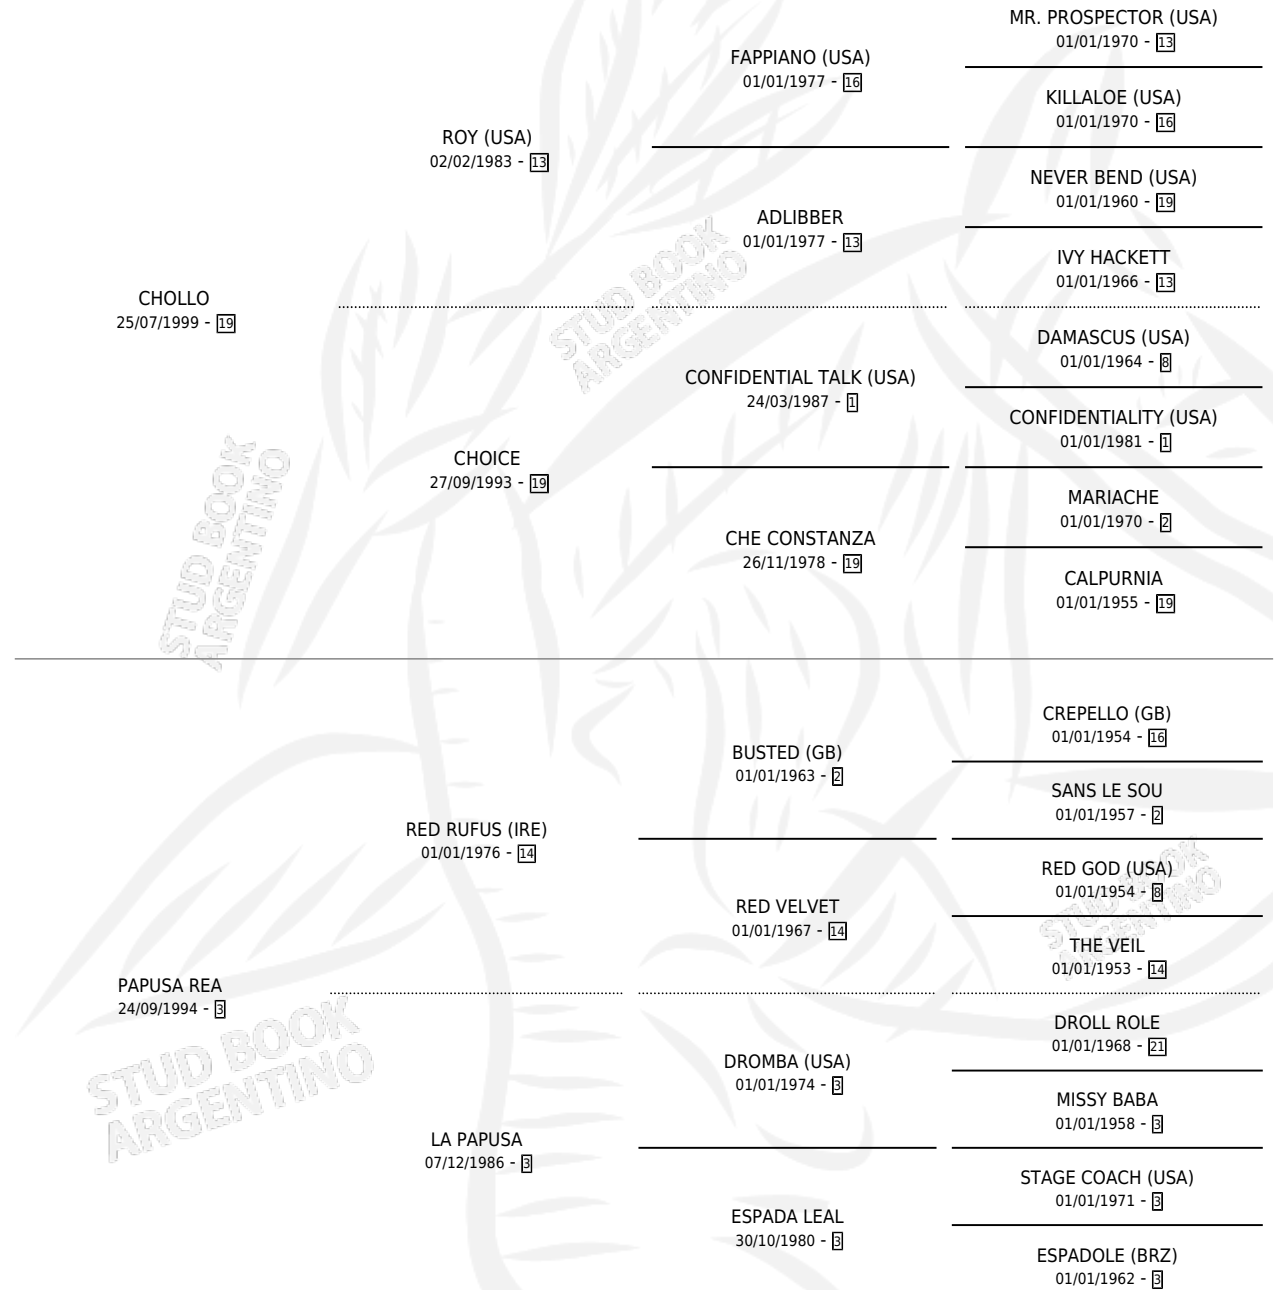 MR. PROSPECTOR (USA)
01/01/1970 - 13
FAPPIANO (USA)
01/01/1977 - 16
KILLALOE (USA)
01/01/1970 - 16
ROY (USA)
02/02/1983 - 13
NEVER BEND (USA)
01/01/1960 - 19
ADLIBBER
01/01/1977 - 13
IVY HACKETT
01/01/1966 - 13
CHOLLO
25/07/1999 - 19
STUD BOOK
ARGENTINO
DAMASCUS (USA)
01/01/1964 - 8
CONFIDENTIAL TALK (USA)
24/03/1987 - 1
CONFIDENTIALITY (USA)
01/01/1981 - 1
CHOICE
27/09/1993 - 19
MARIACHE
01/01/1970 - 2
CHE CONSTANZA
26/11/1978 - 19
CALPURNIA
01/01/1955 - 19
STUD BOOK
ARGENTINO
CREPELLO (GB)
01/01/1954 - 16
BUSTED (GB)
01/01/1963 - 2
SANS LE SOU
01/01/1957 - 2
RED RUFUS (IRE)
01/01/1976 - 14
RED GOD (USA)
01/01/1954 - 8
RED VELVET
01/01/1967 - 14
STUD BOOK
ARGENTINO
THE VEIL
01/01/1953 - 14
PAPUSA REA
24/09/1994 - 3
STUD BOOK
ARGENTINO
DROLL ROLE
01/01/1968 - 21
DROMBA (USA)
01/01/1974 - 3
MISSY BABA
01/01/1958 - 3
LA PAPUSA
07/12/1986 - 3
STAGE COACH (USA)
01/01/1971 - 3
ESPADA LEAL
30/10/1980 - 3
ESPADOLE (BRZ)
01/01/1962 - 3